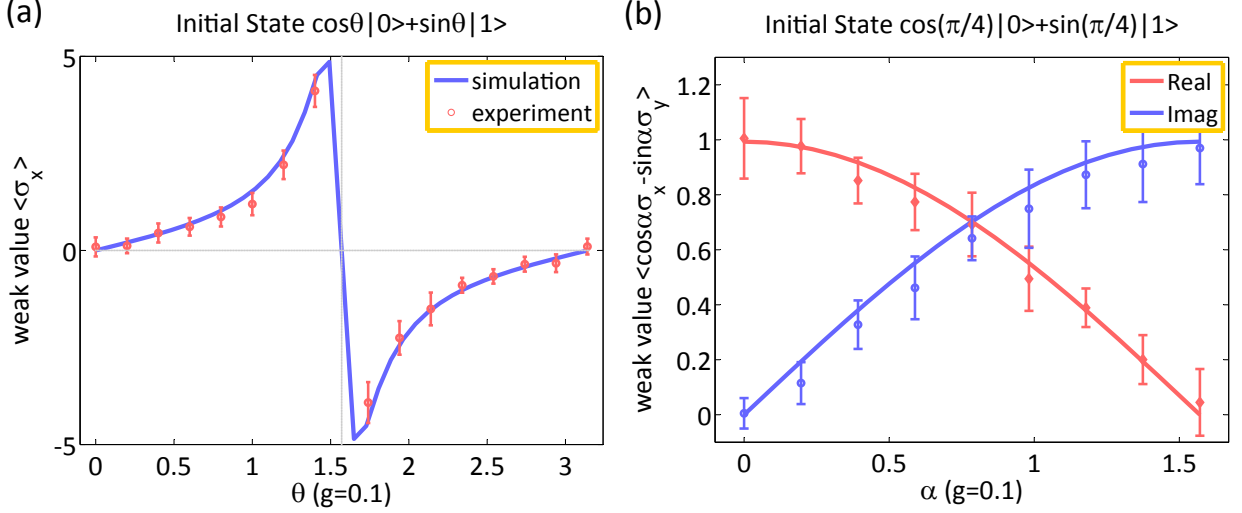 (a)
Initial State cosθ|0>+sinθ|1>
weak value <σx>
5
0
-5
simulation
experiment
0 0.5 1 1.5 2 2.5 3
θ (g=0.1)
(b)
Initial State cos(π/4)|0>+sin(π/4)|1>
weak value <cosασx-sinασy>
1.2
1
0.8
0.6
0.4
0.2
0
Real
Imag
0 0.5 1 1.5
α (g=0.1)